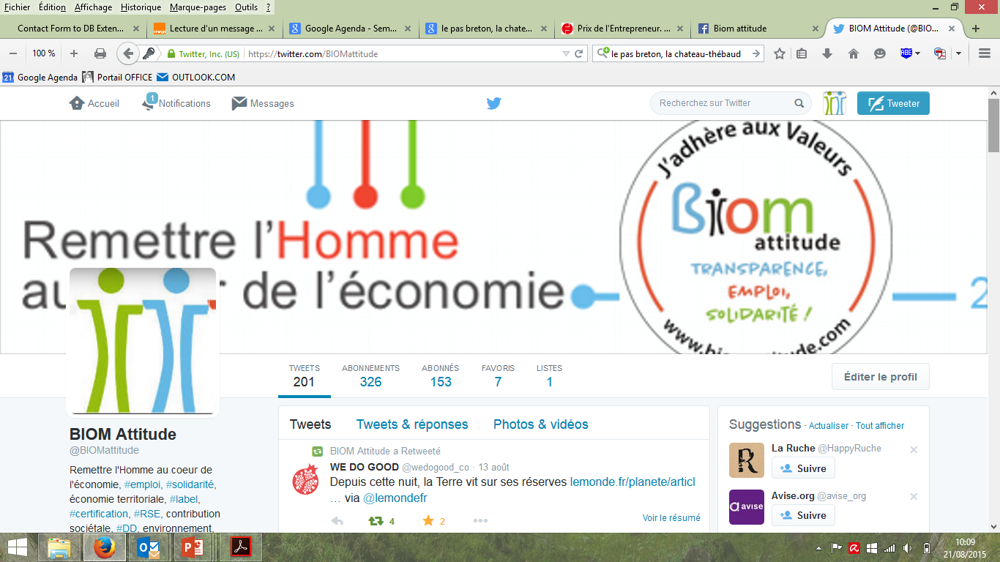 Fichier Édition Affichage Historique Marque-pages Outils ?
Contact Form to DB Exten...
Lecture d'un message ...
Google Agenda - Sem...
le pas breton, la chate...
Prix de l'Entrepreneur. ...
Biom attitude
BIOM Attitude (@BIO...
100 %
Twitter, Inc. (US)
https://twitter.com/BIOMattitude
le pas breton, la chateau-thébaud
ABE
21 Google Agenda
Portail OFFICE
OUTLOOK.COM
Accueil
1
Notifications
Messages
Recherchez sur Twitter
Tweeter
J'adhère aux Valeurs
Remettre l'Homme
de l'économie
Biom
attitude
TRANSPARENCE,
EMPLOI,
SOLIDARITÉ !
2
TWEETS
201
ABONNEMENTS
326
ABONNÉS
153
FAVORIS
7
LISTES
1
Éditer le profil
BIOM Attitude
@BIOMattitude
Remettre l'Homme au coeur de
l'économie, #emploi, #solidarité,
économie territoriale, #label,
#certification, #RSE, contribution
sociétale, #DD, environnement,
Tweets
Tweets & réponses
Photos & vidéos
BIOM Attitude a Retweeté
WE DO GOOD @wedogood_co · 13 août
Depuis cette nuit, la Terre vit sur ses réserves lemonde.fr/planete/articl
… via @lemondefr
4
2
Voir le résumé
Suggestions · Actualiser · Tout afficher
R
La Ruche @HappyRuche
Suivre
avise
Avise.org @avise_org
Suivre
10:09
21/08/2015